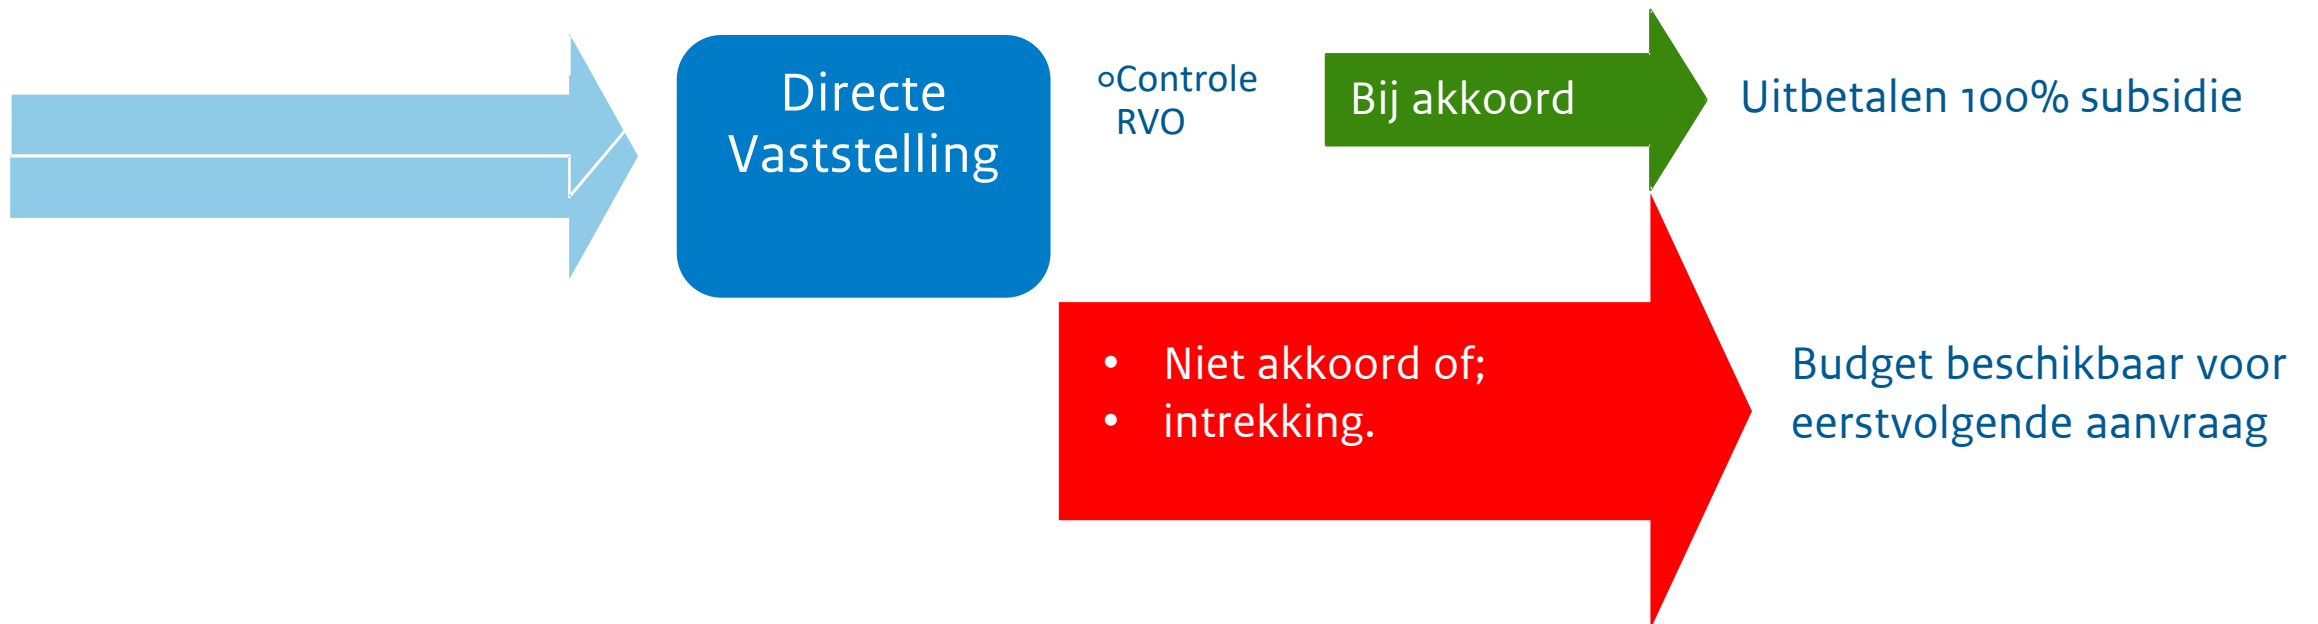 Directe
Vaststelling
Controle
RVO
Bij akkoord
Uitbetalen 100% subsidie
• Niet akkoord of;
• intrekking.
Budget beschikbaar voor
eerstvolgende aanvraag